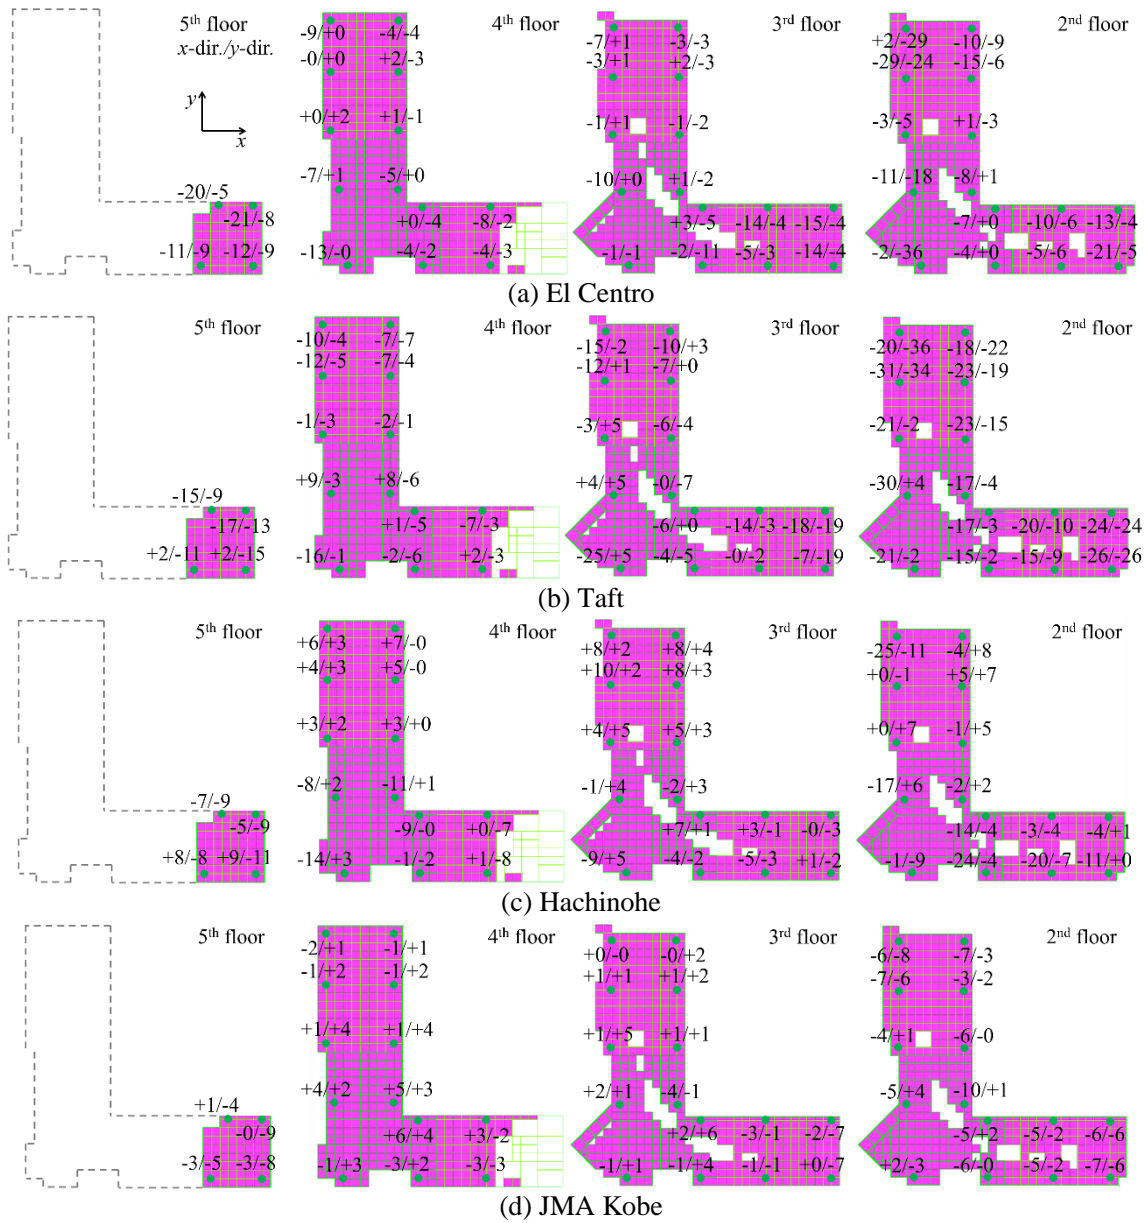 5th floor
x-dir./y-dir.
y
x
-20/-5
-21/-8
-11/-9 -12/-9
4th floor
-9/+0 -4/-4
-0/+0 +2/-3
+0/+2 +1/-1
-7/+1 -5/+0
+0/-4 -8/-2
-13/-0 -4/-2 -4/-3
3rd floor
-7/+1 -3/-3
-3/+1 +2/-3
-1/+1 -1/-2
-10/+0 +1/-2
+3/-5 -14/-4 -15/-4
-1/-1 -2/-11 -5/-3 -14/-4
2nd floor
+2/-29 -10/-9
-29/-24 -15/-6
-3/-5 +1/-3
-11/-18 -8/+1
-7/+0 -10/-6 -13/-4
-2/-36 -4/+0 -5/-6 -21/-5
(a) El Centro
5th floor
-15/-9
-17/-13
+2/-11 +2/-15
4th floor
-10/-4 -7/-7
-12/-5 -7/-4
-1/-3 -2/-1
+9/-3 +8/-6
+1/-5 -7/-3
-16/-1 -2/-6 +2/-3
3rd floor
-15/-2 -10/+3
-12/+1 -7/+0
-3/+5 -6/-4
+4/+5 -0/-7
-6/+0 -14/-3 -18/-19
-25/+5 -4/-5 -0/-2 -7/-19
2nd floor
-20/-36 -18/-22
-31/-34 -23/-19
-21/-2 -23/-15
-30/+4 -17/-4
-17/-3 -20/-10 -24/-24
-21/-2 -15/-2 -15/-9 -26/-26
(b) Taft
5th floor
-7/-9
-5/-9
+8/-8 +9/-11
4th floor
+6/+3 +7/-0
+4/+3 +5/-0
+3/+2 +3/+0
-8/+2 -11/+1
-9/-0 +0/-7
-14/+3 -1/-2 +1/-8
3rd floor
+8/+2 +8/+4
+10/+2 +8/+3
+4/+5 +5/+3
-1/+4 -2/+3
+7/+1 +3/-1 -0/-3
-9/+5 -4/-2 -5/-3 +1/-2
2nd floor
-25/-11 -4/+8
+0/-1 +5/+7
+0/+7 -1/+5
-17/+6 -2/+2
-14/-4 -3/-4 -4/+1
-1/-9 -24/-4 -20/-7 -11/+0
(c) Hachinohe
5th floor
+1/-4
-0/-9
-3/-5 -3/-8
4th floor
-2/+1 -1/+1
-1/+2 -1/+2
+1/+4 +1/+4
+4/+2 +5/+3
+6/+4 +3/-2
-1/+3 -3/+2 -3/-3
3rd floor
+0/-0 -0/+2
+1/+1 +1/+2
+1/+5 +1/+1
+2/+1 -4/-1
+2/+6 -3/-1 -2/-7
-1/+1 -1/+4 -1/-1 +0/-7
2nd floor
-6/-8 -7/-3
-7/-6 -3/-2
-4/+1 -6/-0
-5/+4 -10/+1
-5/+2 -5/-2 -6/-6
+2/-3 -6/-0 -5/-2 -7/-6
(d) JMA Kobe